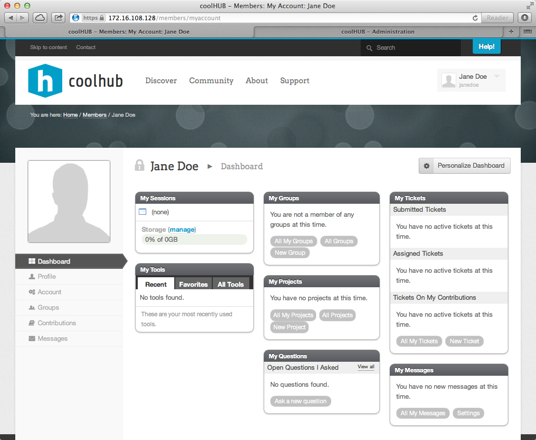 coolHUB – Members: My Account: Jane Doe
https 172.16.108.128/members/myaccount
Reader
coolHUB – Members: My Account: Jane Doe
coolHUB – Administration
Skip to content Contact
Search
Help!
h coolhub
Discover Community About Support
Jane Doe
janedoe
You are here: Home / Members / Jane Doe
Jane Doe ► Dashboard
Personalize Dashboard
Dashboard
Profile
Account
Groups
Contributions
Messages
My Sessions
(none)
Storage (manage)
0% of 0GB
My Tools
Recent Favorites All Tools
No tools found.
These are your most recently used
tools.
My Groups
You are not a member of any
groups at this time.
All My Groups All Groups
New Group
My Projects
You have no projects at this time.
All My Projects All Projects
New Project
My Questions
Open Questions I Asked View all
No questions found.
Ask a new question
My Tickets
Submitted Tickets
You have no active tickets at this
time.
Assigned Tickets
You have no active tickets at this
time.
Tickets On My Contributions
You have no active tickets at this
time.
All My Tickets New Ticket
My Messages
You have no new messages at this
time.
All My Messages Settings